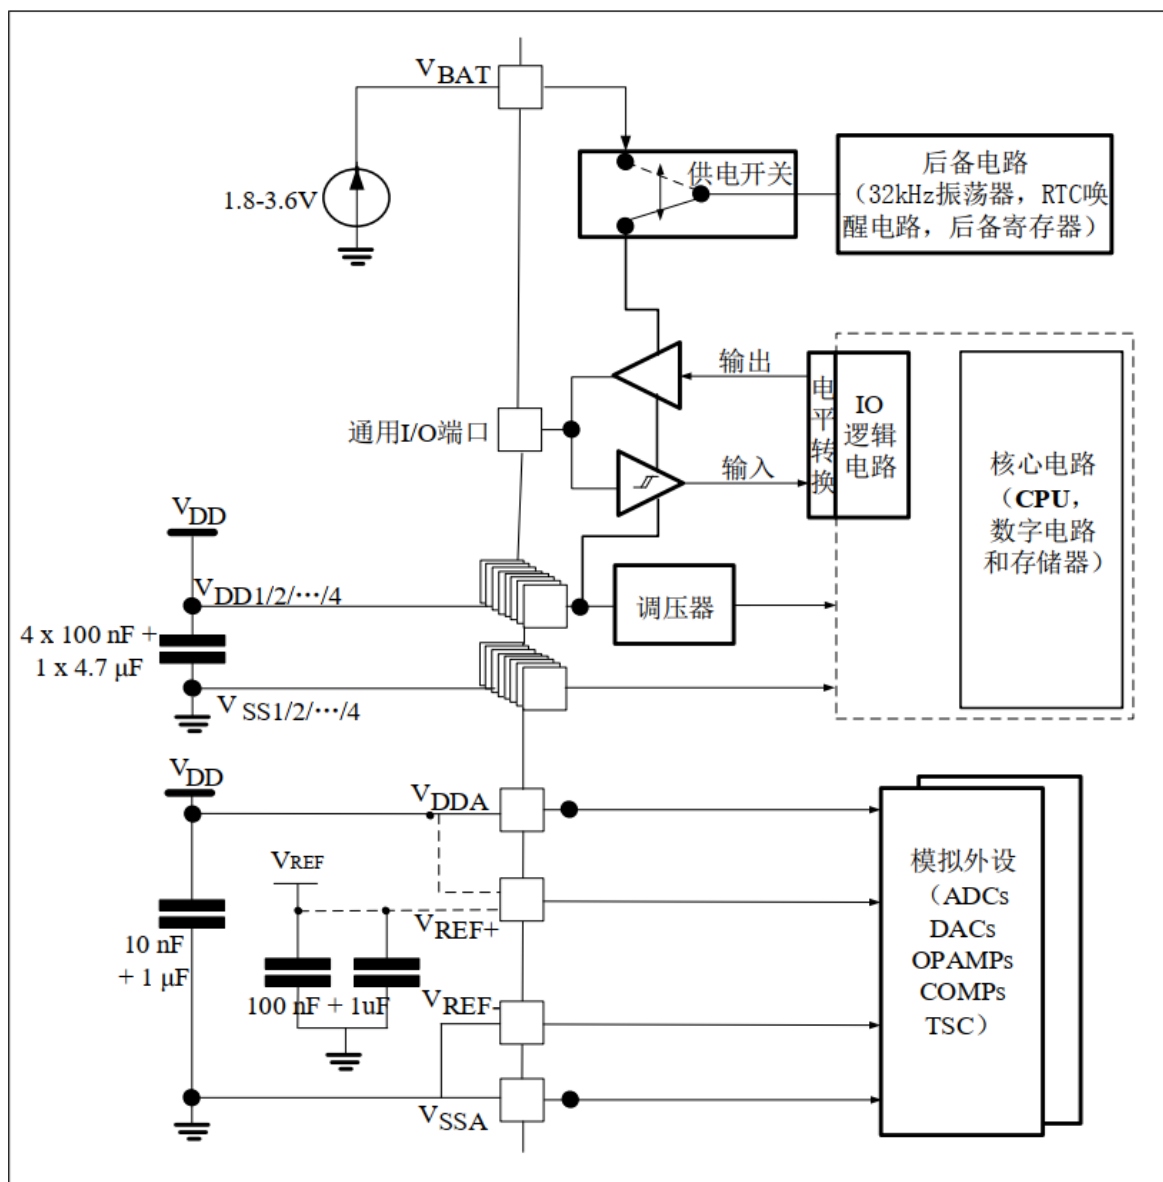 VBAT
1.8-3.6V
供电开关
后备电路
（32kHz振荡器，RTC唤
醒电路，后备寄存器）
输出
通用I/O端口
输入
电平转换
IO
逻辑
电路
核心电路
（CPU，
数字电路
和存储器）
VDD
VDD1/2/…/4
4 x 100 nF +
1 x 4.7 μF
调压器
VSS1/2/…/4
VDD
VDDA
VREF
VREF+
10 nF
+ 1 μF
100 nF + 1uF
VREF-
VSSA
模拟外设
（ADCs
DACs
OPAMPs
COMPs
TSC）